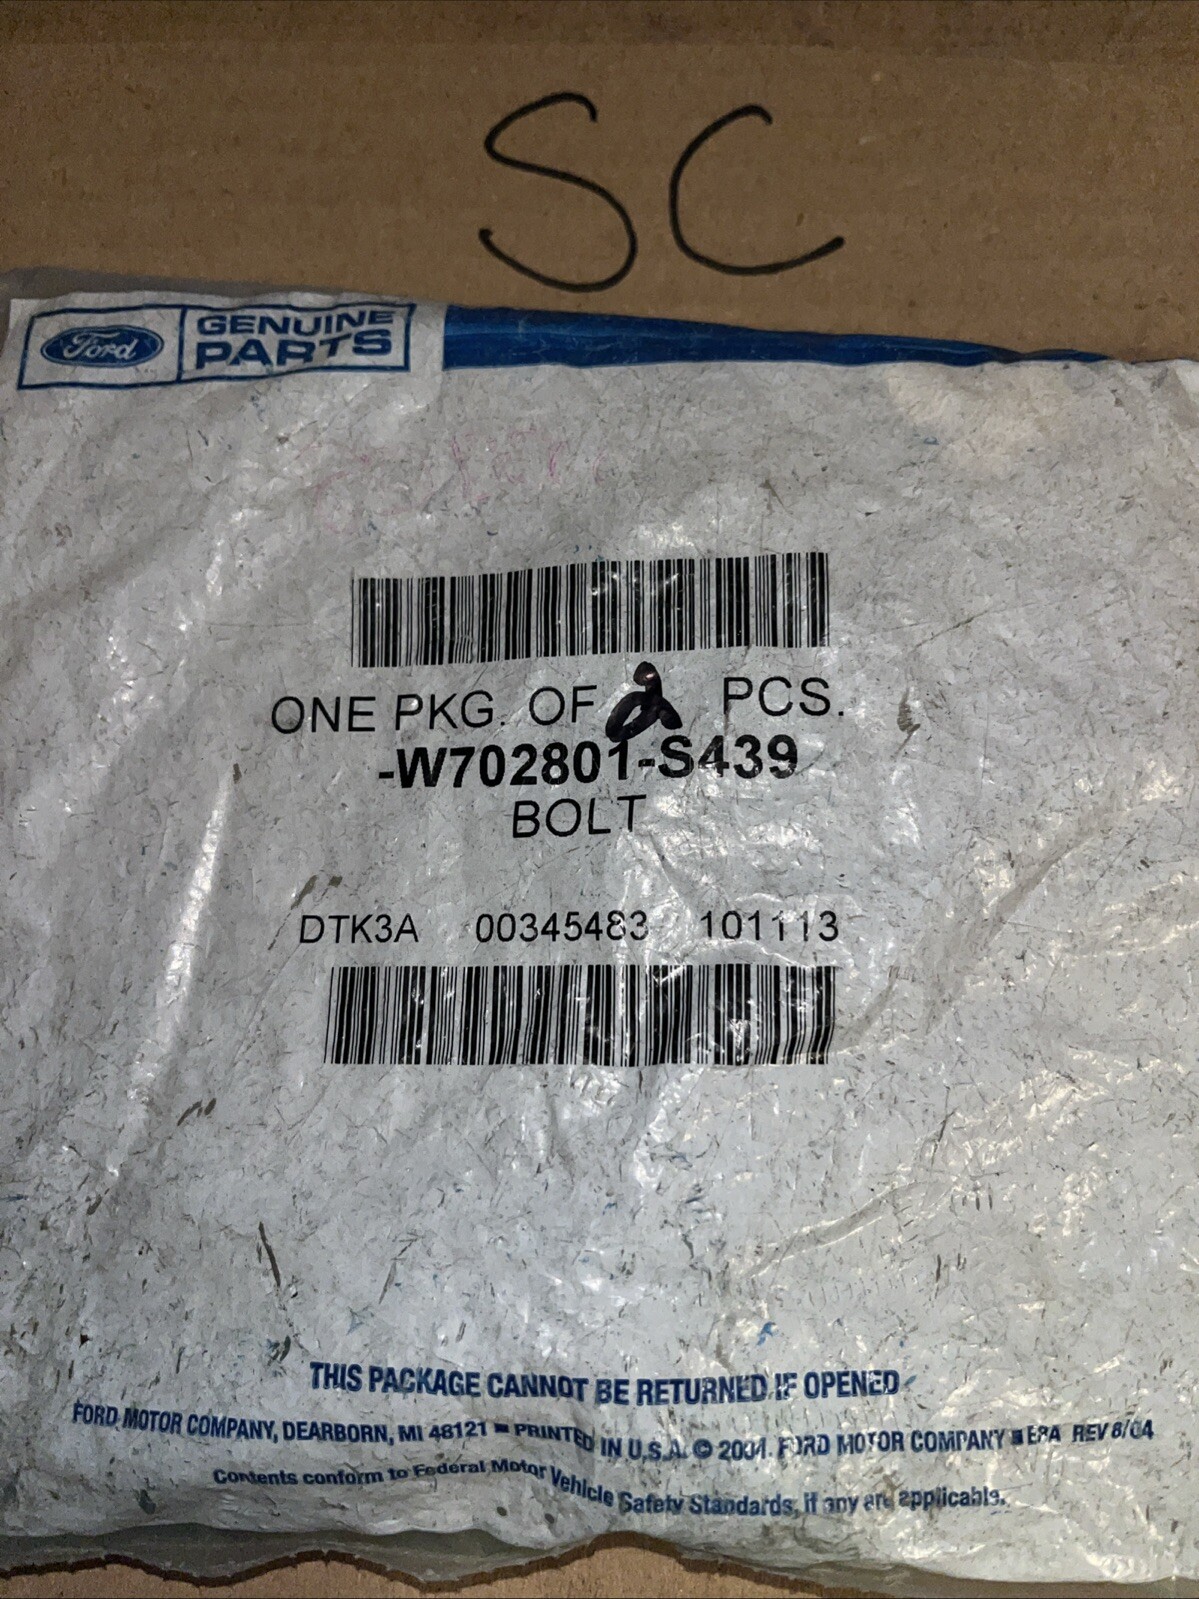 SC
Ford GENUINE
PARTS
ONE PKG. OF 2 PCS.
-W702801-S439
BOLT
DTK3A 00345483 101113
THIS PACKAGE CANNOT BE RETURNED IF OPENED
FORD MOTOR COMPANY, DEARBORN, MI 48121 ■ PRINTED IN U.S.A. © 2004. FORD MOTOR COMPANY ■ EPA REV 8/04
Contents conform to Federal Motor Vehicle Safety Standards, if any are applicable.